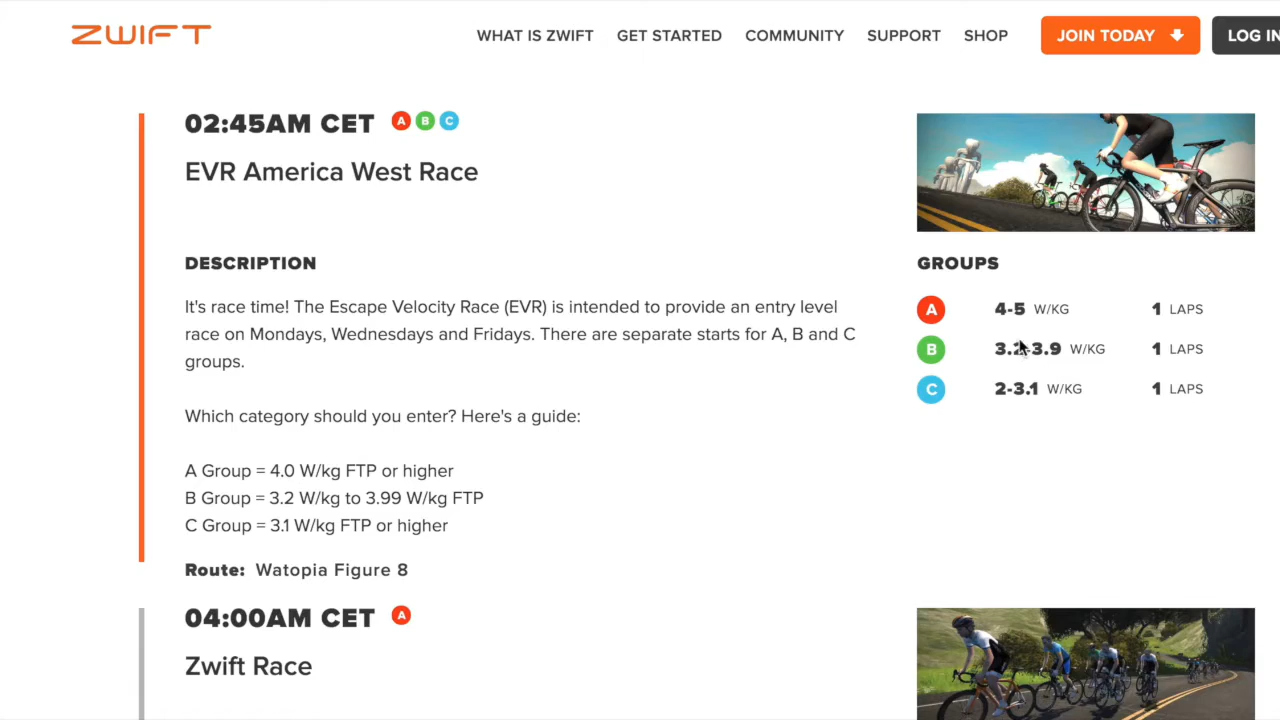 ZWIFT
WHAT IS ZWIFT GET STARTED COMMUNITY SUPPORT SHOP JOIN TODAY LOG IN
02:45AM CET A B C
EVR America West Race
DESCRIPTION
It's race time! The Escape Velocity Race (EVR) is intended to provide an entry level
race on Mondays, Wednesdays and Fridays. There are separate starts for A, B and C
groups.
Which category should you enter? Here's a guide:
A Group = 4.0 W/kg FTP or higher
B Group = 3.2 W/kg to 3.99 W/kg FTP
C Group = 3.1 W/kg FTP or higher
Route: Watopia Figure 8
GROUPS
A 4-5 W/KG 1 LAPS
B 3.2-3.9 W/KG 1 LAPS
C 2-3.1 W/KG 1 LAPS
04:00AM CET A
Zwift Race